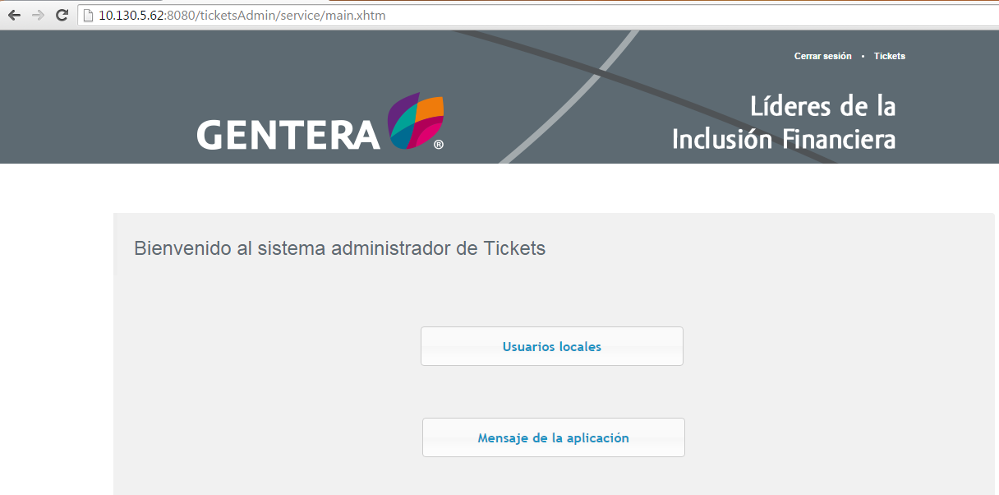 10.130.5.62:8080/ticketsAdmin/service/main.xhtm
Cerrar sesión • Tickets
GENTERA®
Líderes de la
Inclusión Financiera
Bienvenido al sistema administrador de Tickets
Usuarios locales
Mensaje de la aplicación